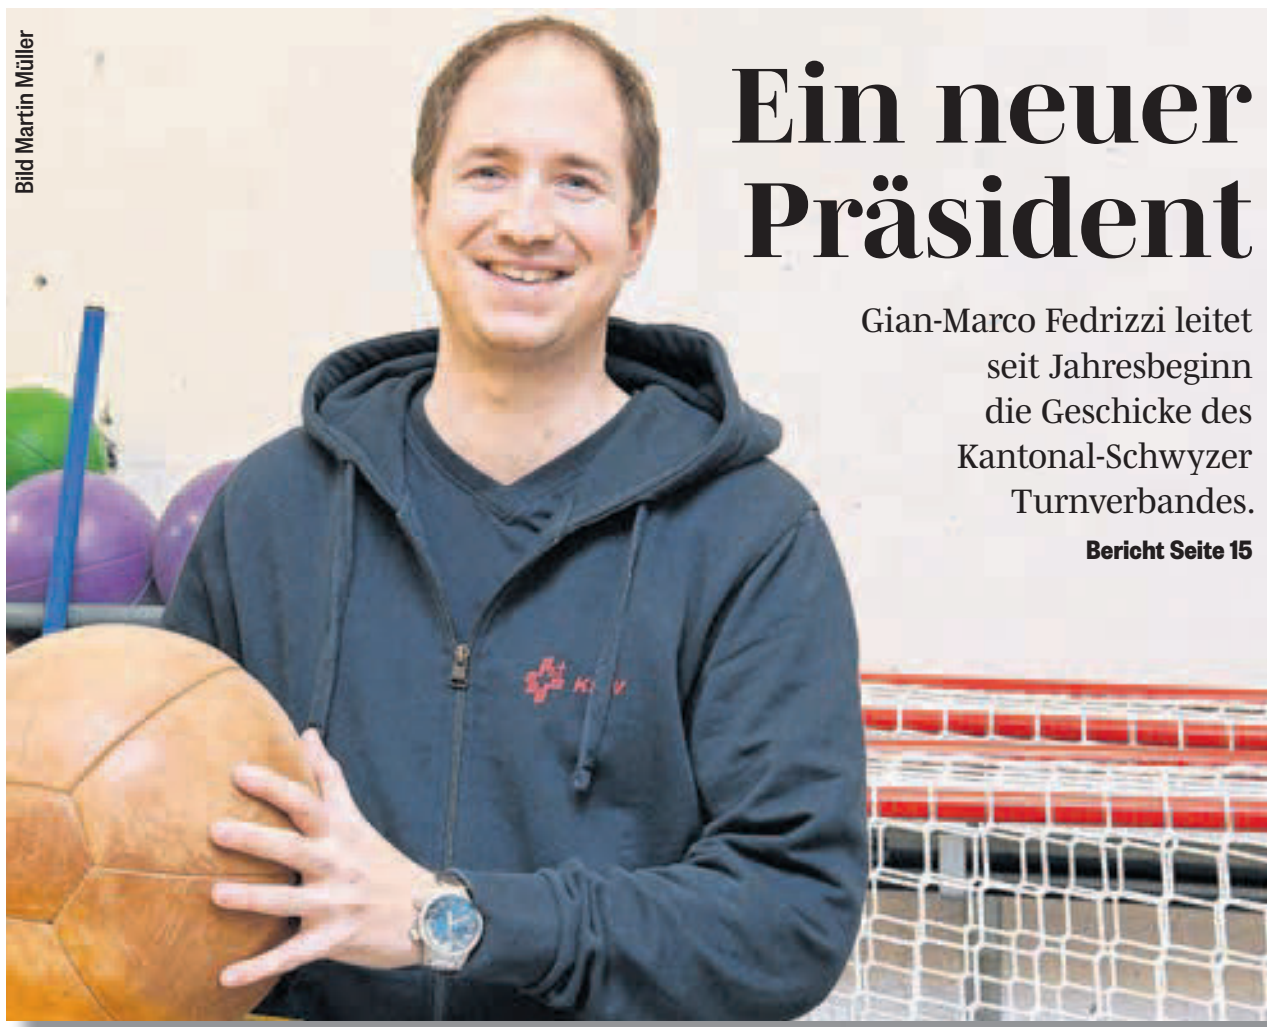 Bild Martin Müller
Ein neuer
Präsident
Gian-Marco Fedrizzi leitet
seit Jahresbeginn
die Geschicke des
Kantonal-Schwyzer
Turnverbandes.
Bericht Seite 15